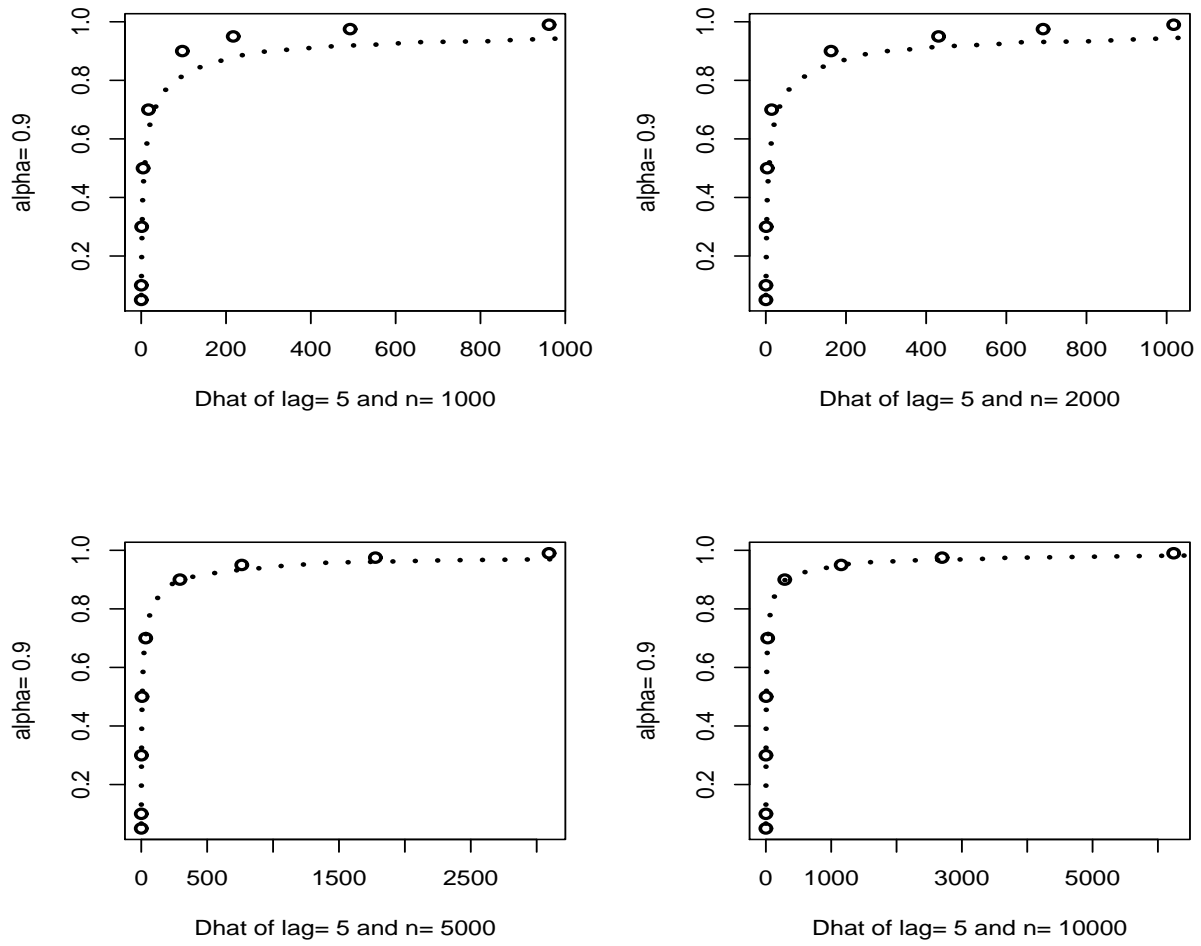 alpha= 0.9
1.0
0.8
0.6
0.4
0.2
0 200 400 600 800 1000
Dhat of lag= 5 and n= 1000
alpha= 0.9
1.0
0.8
0.6
0.4
0.2
0 200 400 600 800 1000
Dhat of lag= 5 and n= 2000
alpha= 0.9
1.0
0.8
0.6
0.4
0.2
0 500 1500 2500
Dhat of lag= 5 and n= 5000
alpha= 0.9
1.0
0.8
0.6
0.4
0.2
0 1000 3000 5000
Dhat of lag= 5 and n= 10000